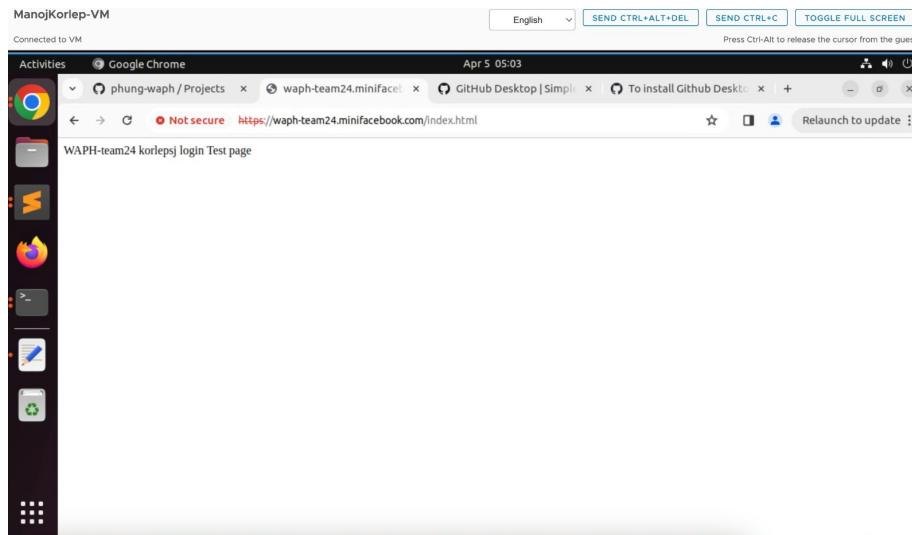 ManojKorlep-VM
English
SEND CTRL+ALT+DEL
SEND CTRL+C
TOGGLE FULL SCREEN
Connected to VM
Press Ctrl-Alt to release the cursor from the gues
Activities
Google Chrome
Apr 5 05:03
phung-waph / Projects
waph-team24.minifaceb
GitHub Desktop | Simple
To install Github Deskto
Not secure
https://waph-team24.minifacebook.com/index.html
Relaunch to update
WAPH-team24 korlepsj login Test page